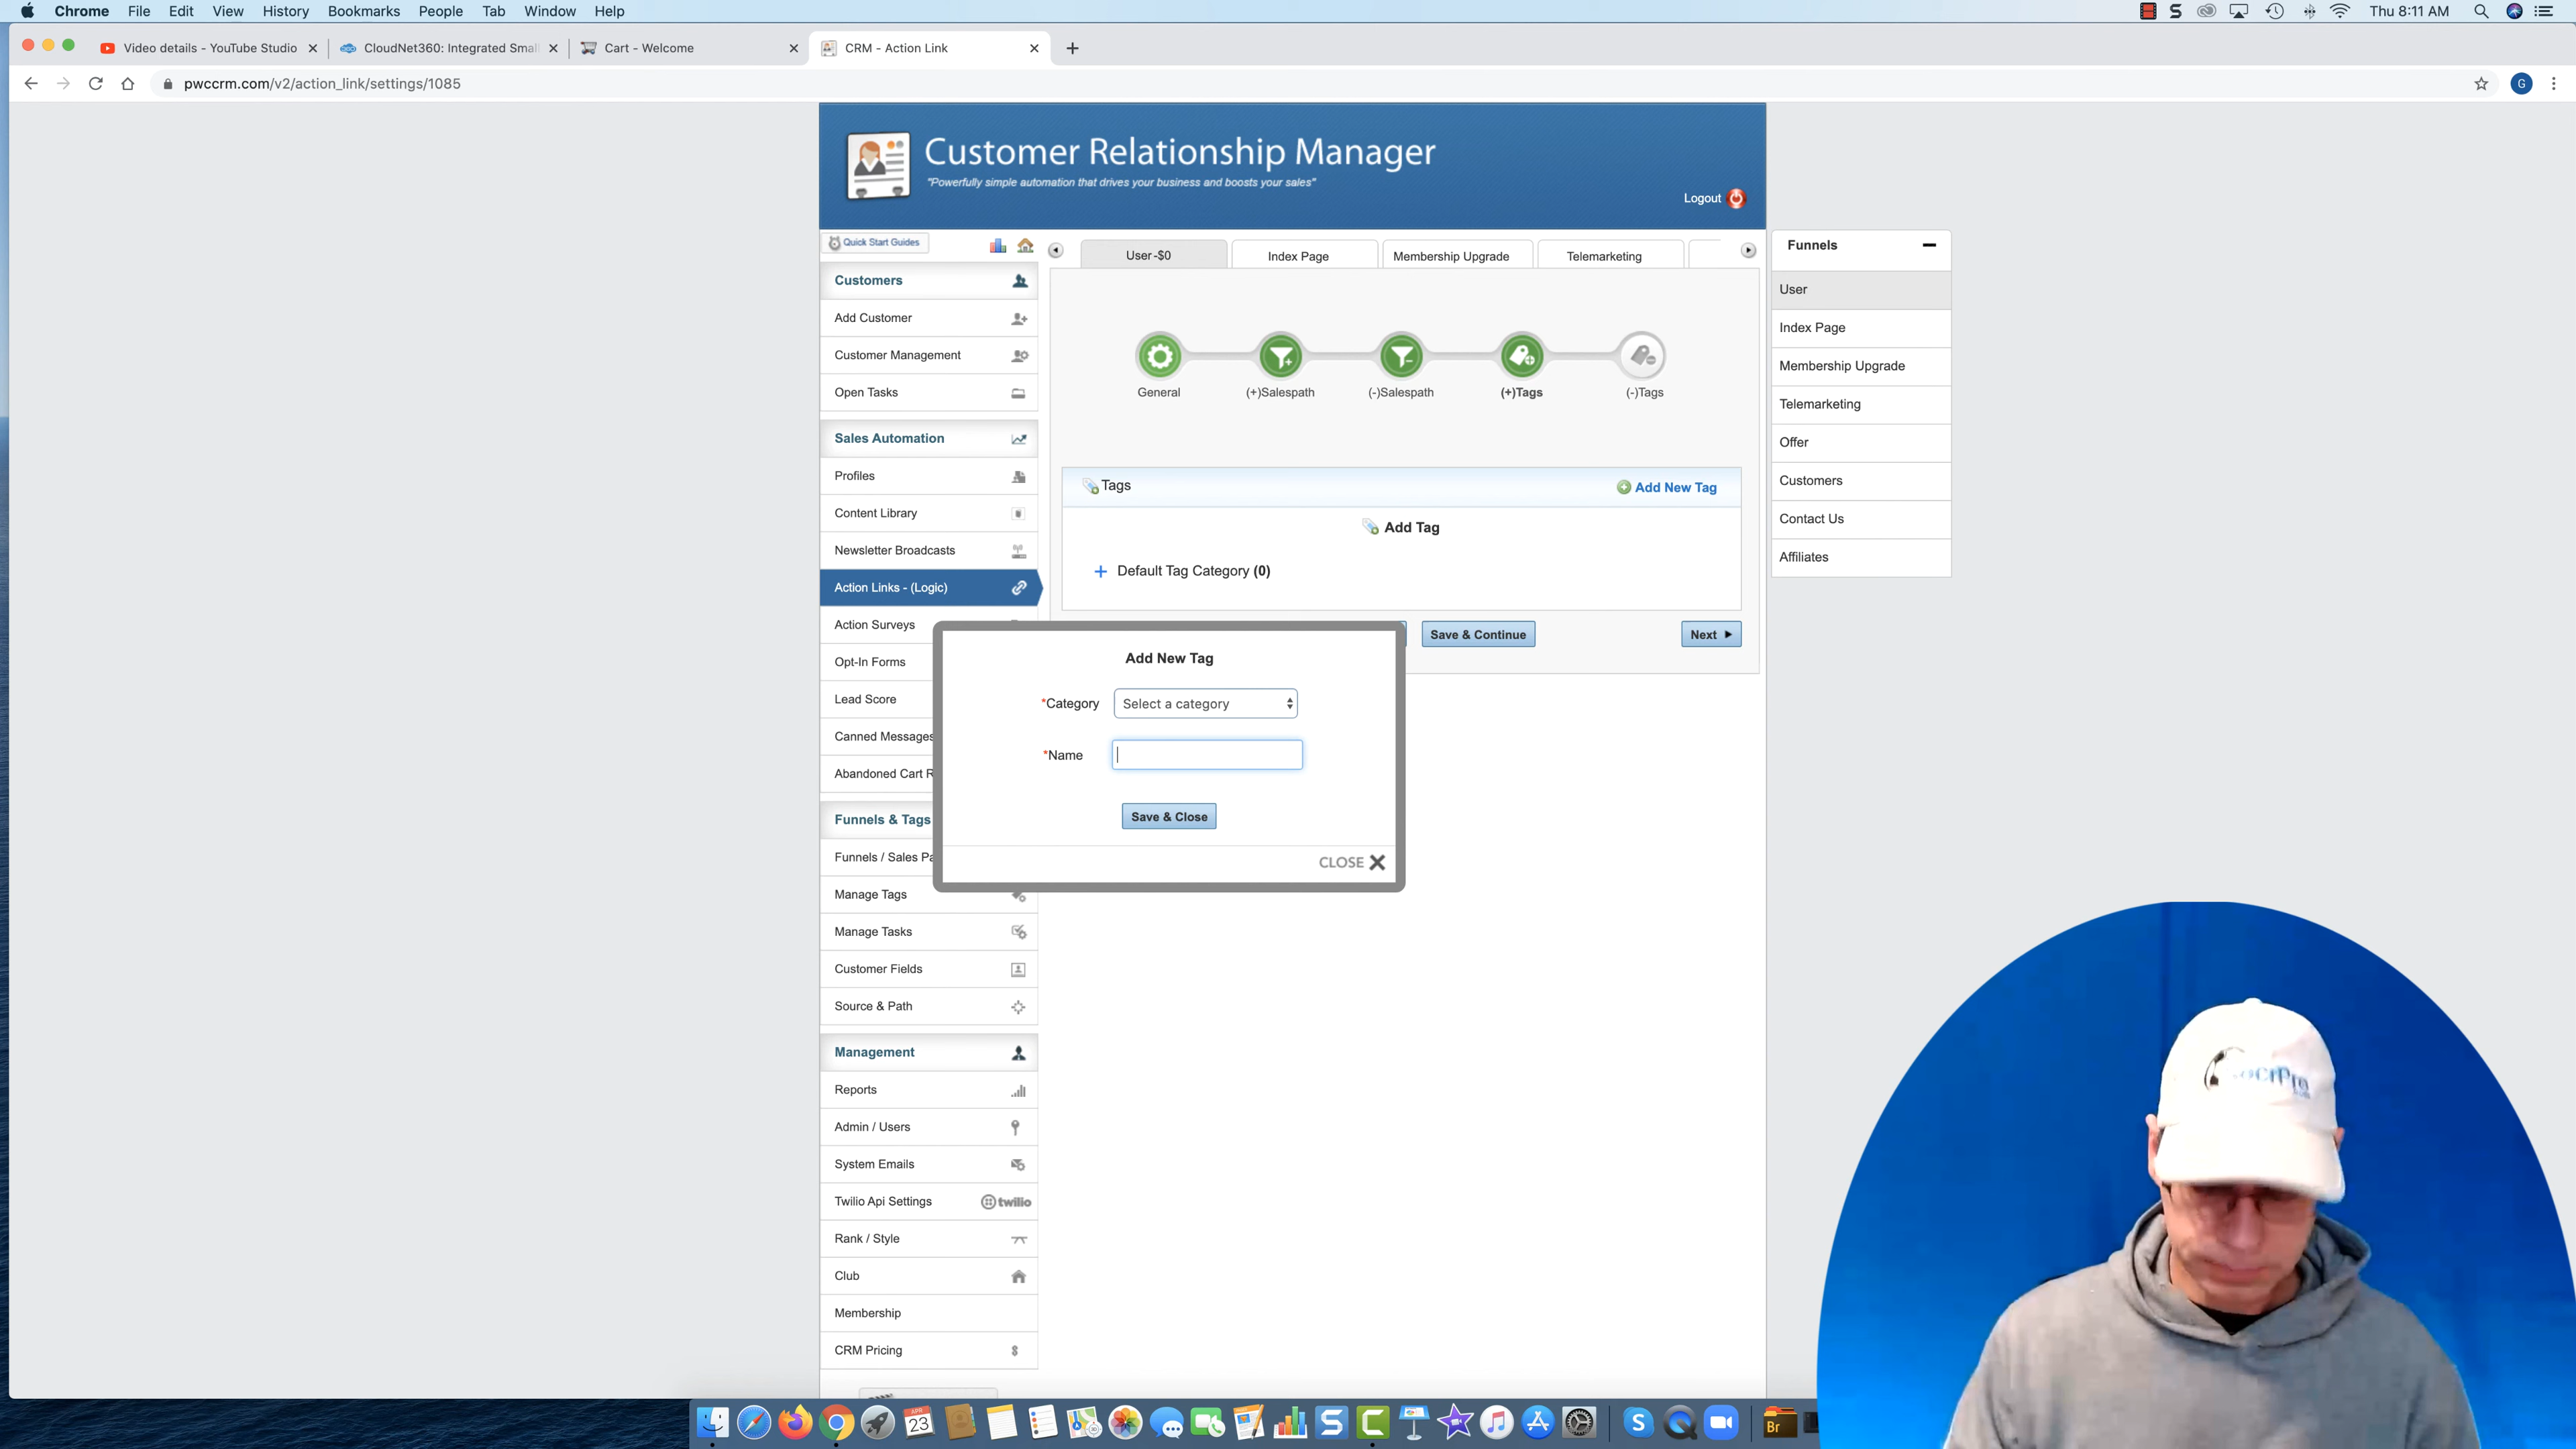 Chrome File Edit View History Bookmarks People Tab Window Help
Thu 8:11 AM
Video details - YouTube Studio
CloudNet360: Integrated Smal
Cart - Welcome
CRM - Action Link
pwccrm.com/v2/action_link/settings/1085
G
Customer Relationship Manager
"Powerfully simple automation that drives your business and boosts your sales"
Logout
Quick Start Guides
Customers
Add Customer
Customer Management
Open Tasks
Sales Automation
Profiles
Content Library
Newsletter Broadcasts
Action Links - (Logic)
Action Surveys
Opt-In Forms
Lead Score
Canned Messages
Abandoned Cart R
Funnels & Tags
Funnels / Sales Pa
Manage Tags
Manage Tasks
Customer Fields
Source & Path
Management
Reports
Admin / Users
System Emails
Twilio Api Settings
twilio
Rank / Style
Club
Membership
CRM Pricing
User -$0
Index Page
Membership Upgrade
Telemarketing
General
(+)Salespath
(-)Salespath
(+)Tags
(-)Tags
Tags
Add New Tag
Add Tag
Default Tag Category (0)
Save & Continue
Next
Add New Tag
*Category
Select a category
*Name
Save & Close
CLOSE
Funnels
User
Index Page
Membership Upgrade
Telemarketing
Offer
Customers
Contact Us
Affiliates
APR
23
Br